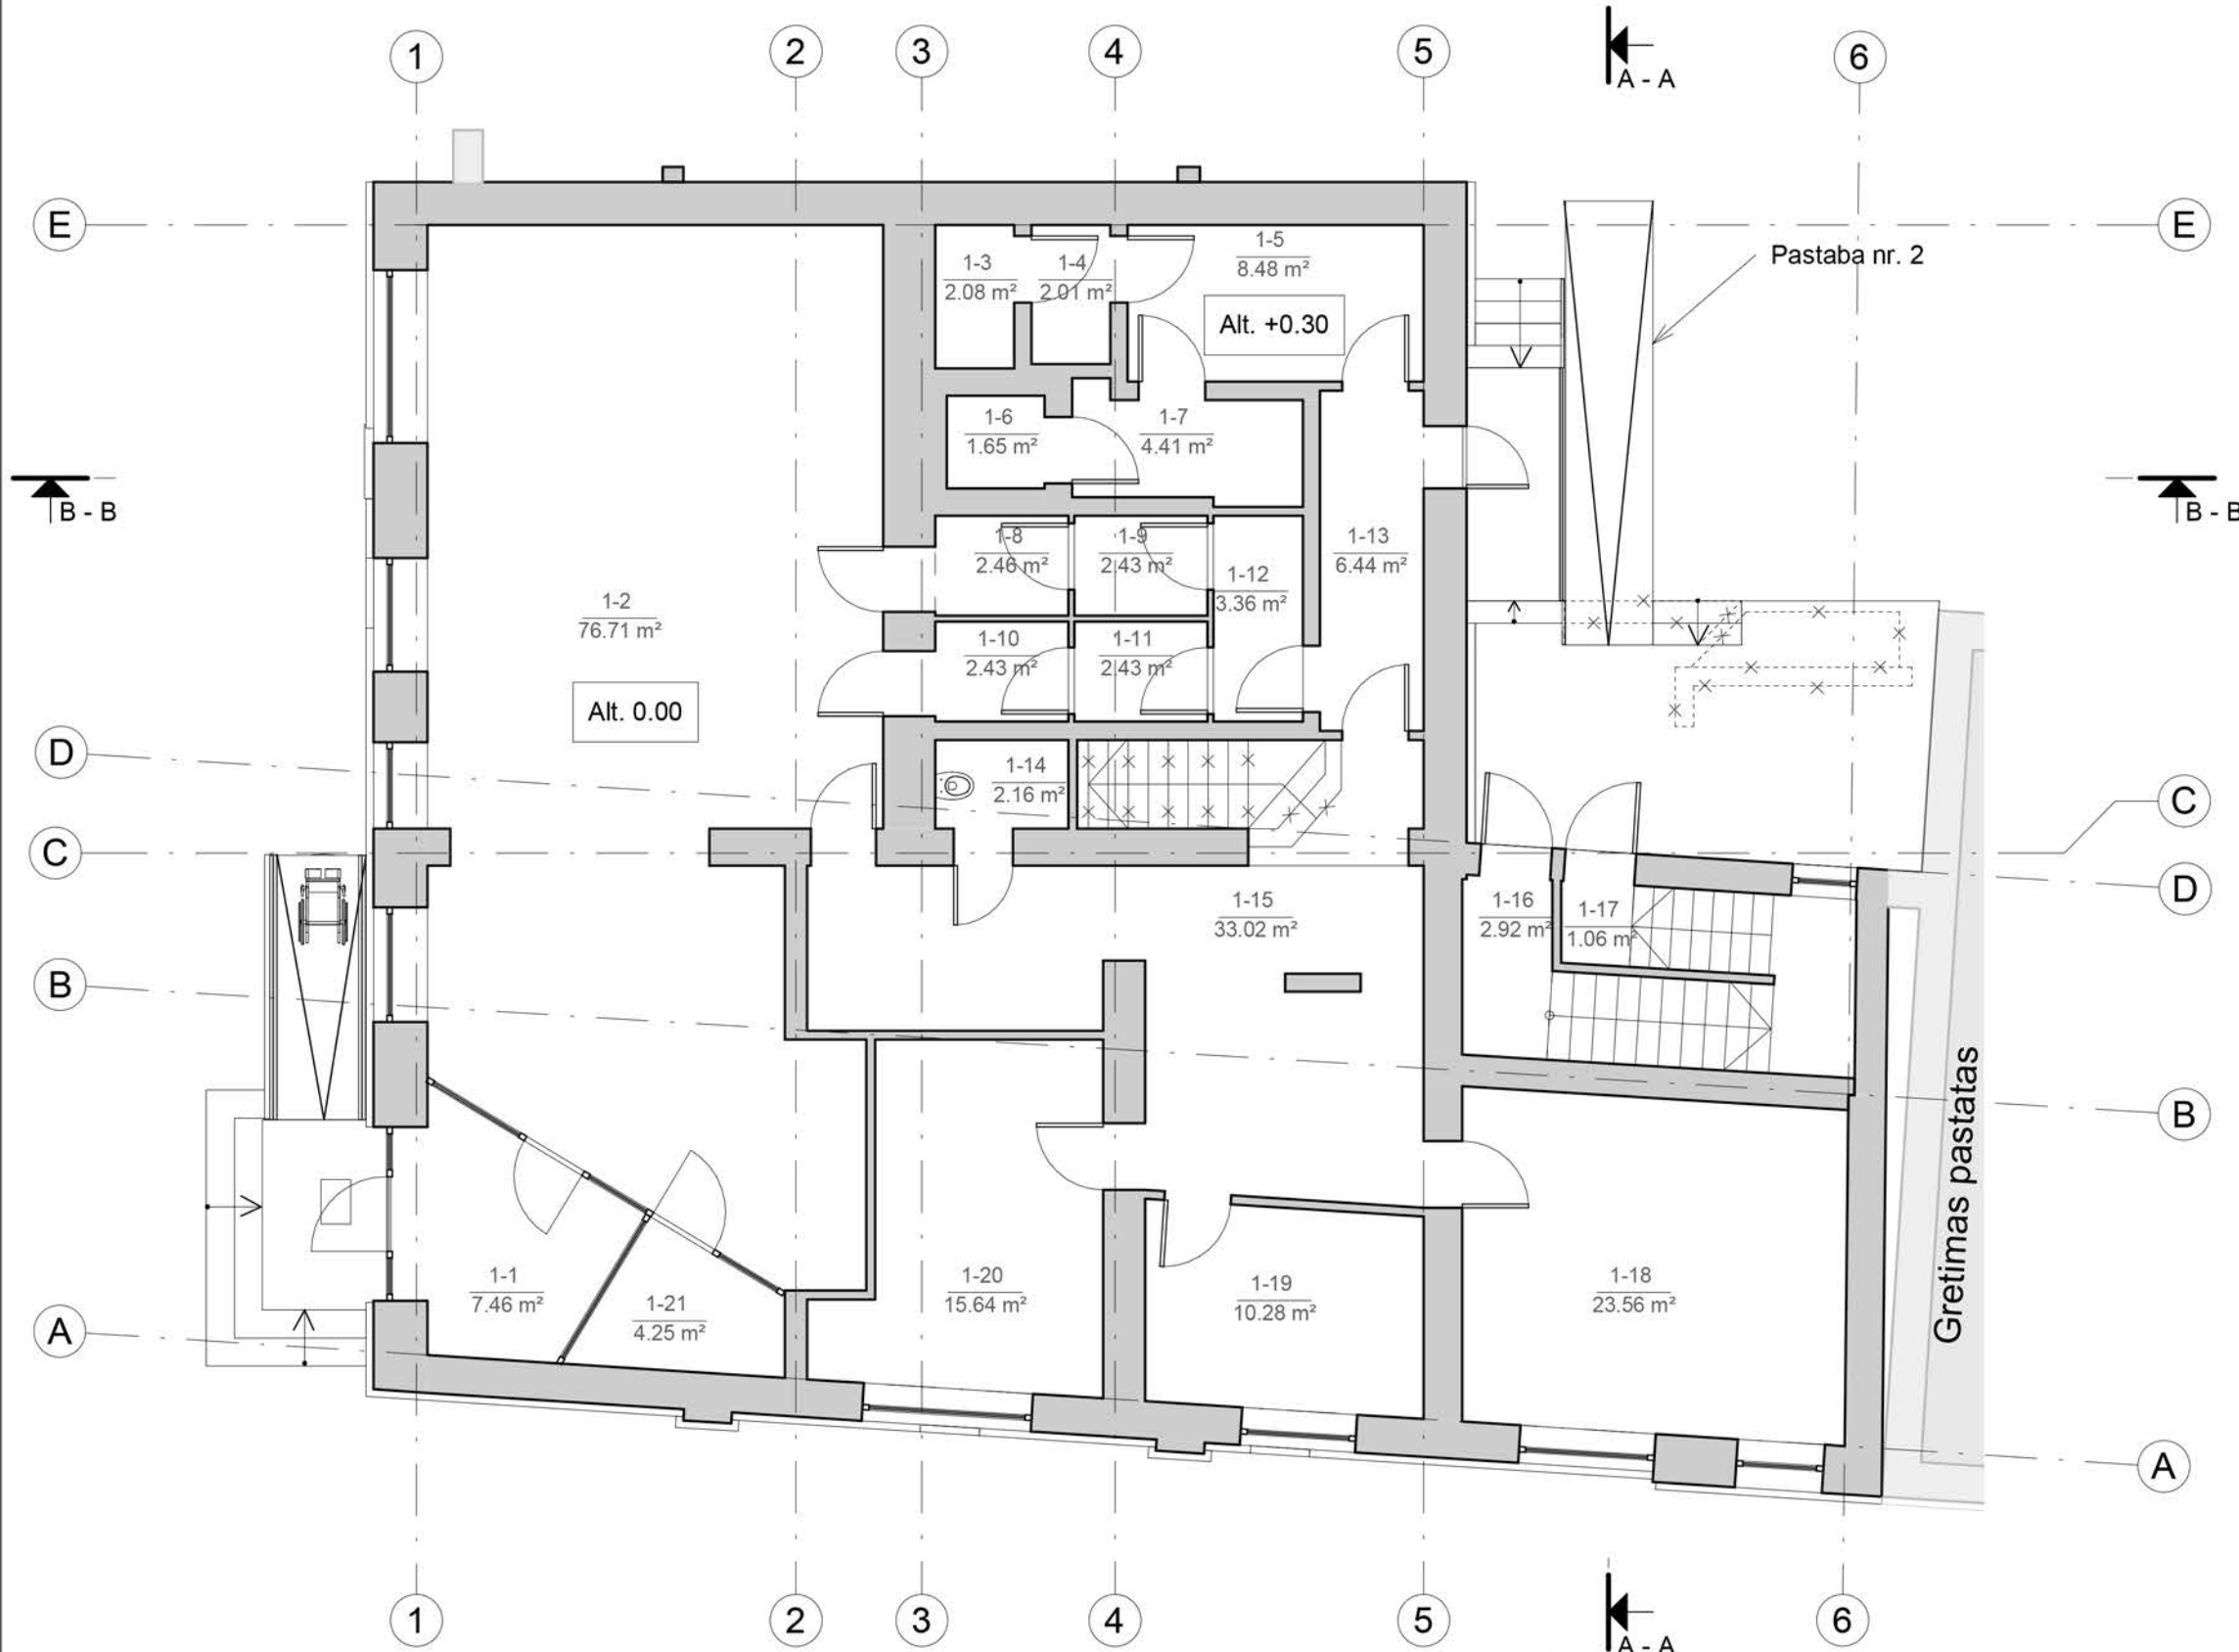 1
2
3
4
5
6
A - A
E
E
Pastaba nr. 2
1-3
2.08 m²
1-4
2.01 m²
1-5
8.48 m²
Alt. +0.30
1-6
1.65 m²
1-7
4.41 m²
B - B
B - B
1-8
2.46 m²
1-9
2.43 m²
1-12
3.36 m²
1-13
6.44 m²
1-2
76.71 m²
1-10
2.43 m²
1-11
2.43 m²
Alt. 0.00
D
1-14
2.16 m²
C
C
D
1-15
33.02 m²
1-16
2.92 m²
1-17
1.06 m²
B
B
Gretimas pastatas
1-1
7.46 m²
1-21
4.25 m²
1-20
15.64 m²
1-19
10.28 m²
1-18
23.56 m²
A
A
1
2
3
4
5
6
A - A